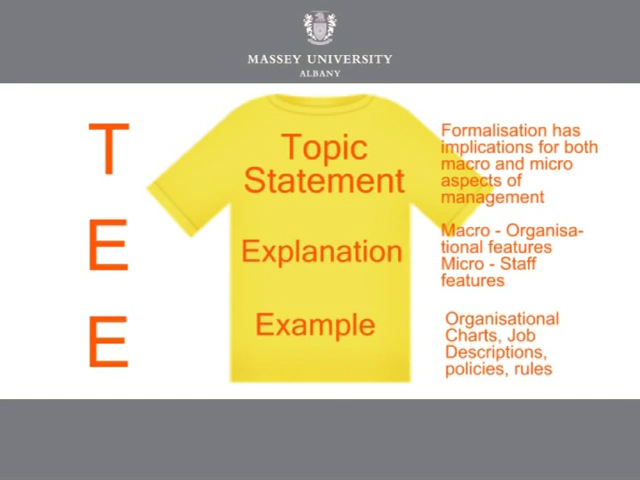 MASSEY UNIVERSITY
ALBANY
T
Topic
Statement
Formalisation has
implications for both
macro and micro
aspects of
management
E
Explanation
Macro - Organisa-
tional features
Micro - Staff
features
E
Example
Organisational
Charts, Job
Descriptions,
policies, rules